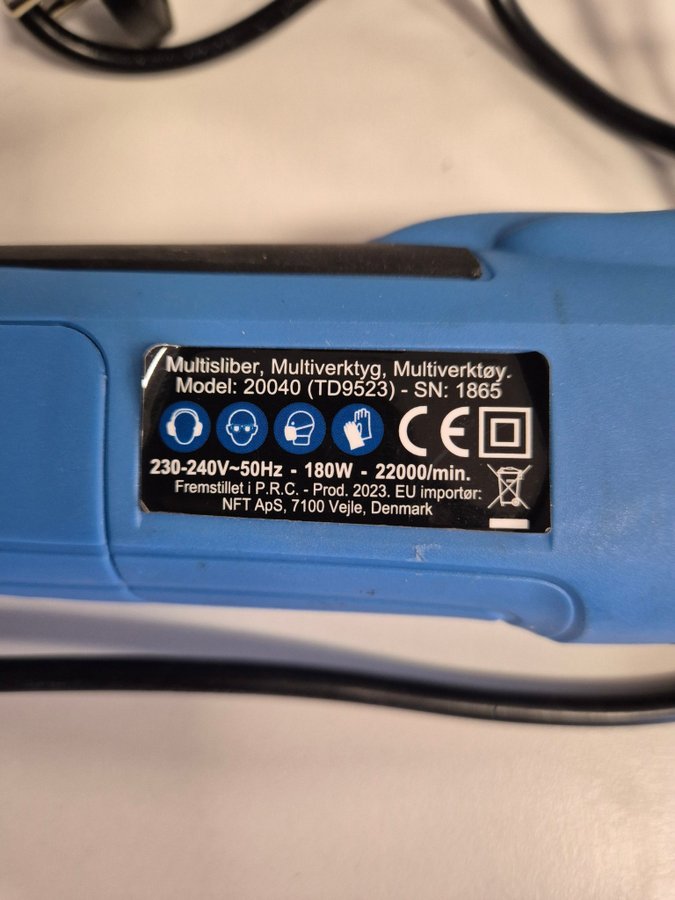 Multisliber, Multiverktyg, Multiverktøy.
Model: 20040 (TD9523) - SN: 1865
CE
230-240V~50Hz - 180W - 22000/min.
Fremstillet i P.R.C. - Prod. 2023. EU importør:
NFT ApS, 7100 Vejle, Denmark